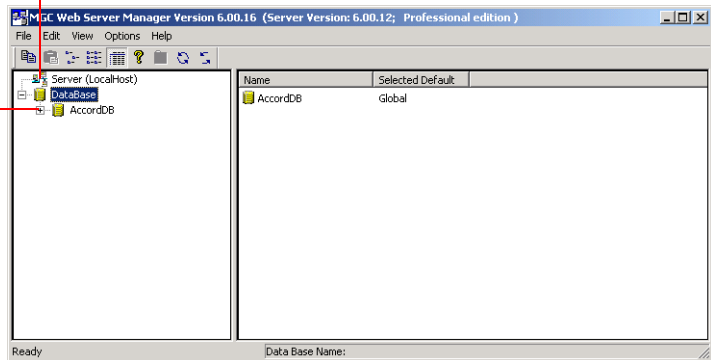 MGC Web Server Manager Version 6.00.16 (Server Version: 6.00.12; Professional edition )
File Edit View Options Help
Server (LocalHost)
DataBase
AccordDB
Name Selected Default
AccordDB Global
Ready Data Base Name: